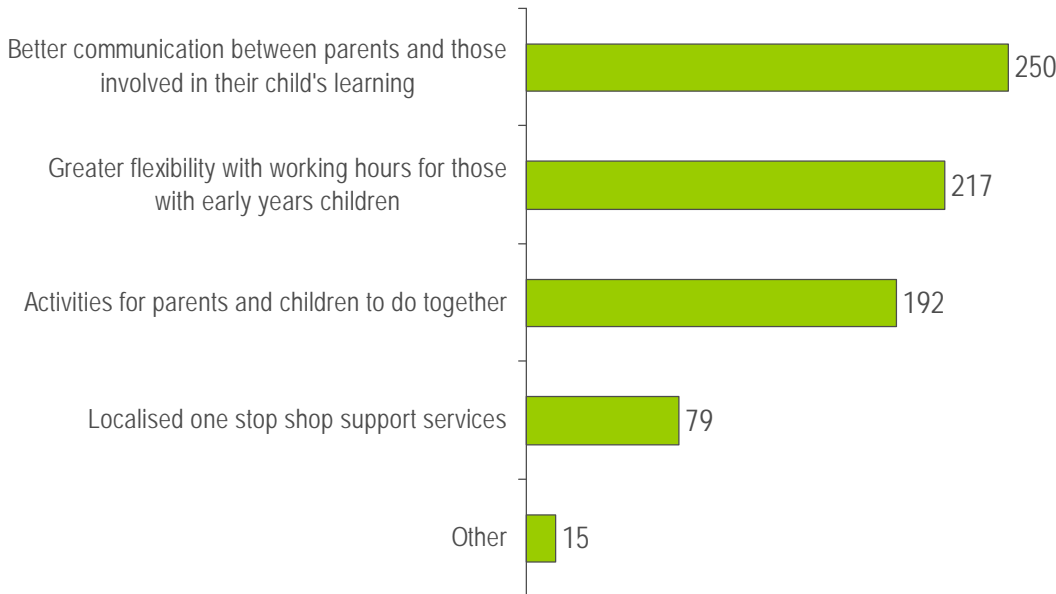 Better communication between parents and those
involved in their child's learning
250
Greater flexibility with working hours for those
with early years children
217
Activities for parents and children to do together
192
Localised one stop shop support services
79
Other
15